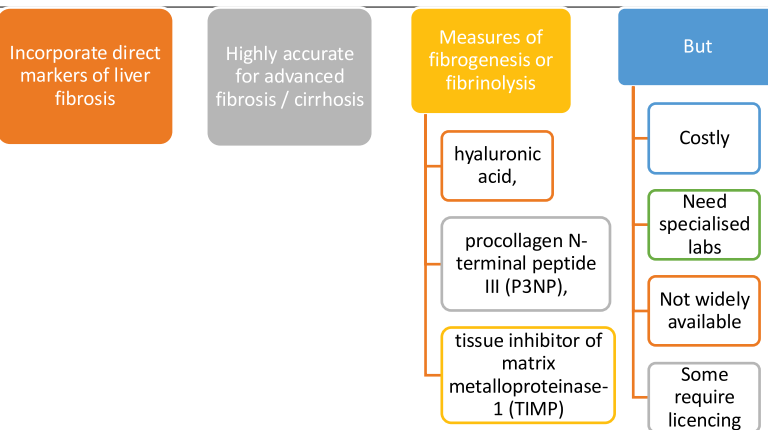 Incorporate direct
markers of liver
fibrosis
Highly accurate
for advanced
fibrosis / cirrhosis
Measures of
fibrogenesis or
fibrinolysis
hyaluronic
acid,
procollagen N-
terminal peptide
III (P3NP),
tissue inhibitor of
matrix
metalloproteinase-
1 (TIMP)
But
Costly
Need
specialised
labs
Not widely
available
Some
require
licencing